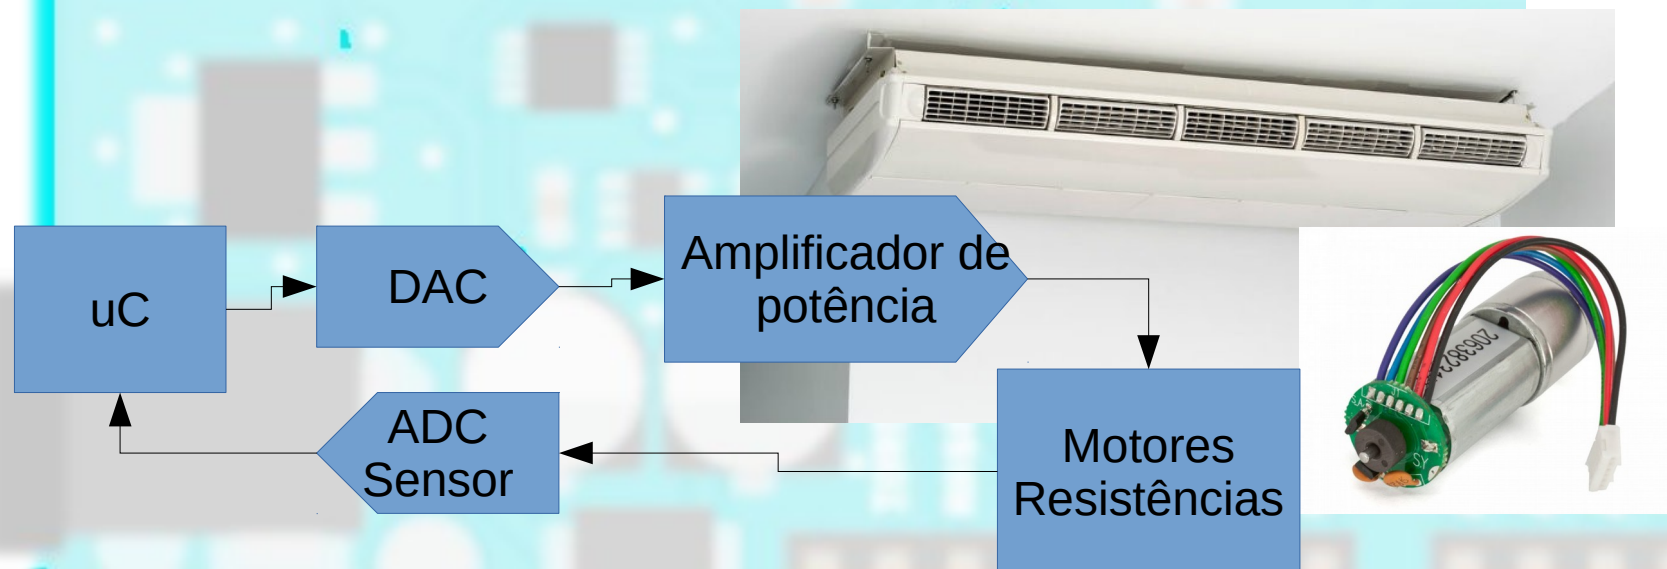 uC
DAC
Amplificador de
potência
ADC
Sensor
Motores
Resistências